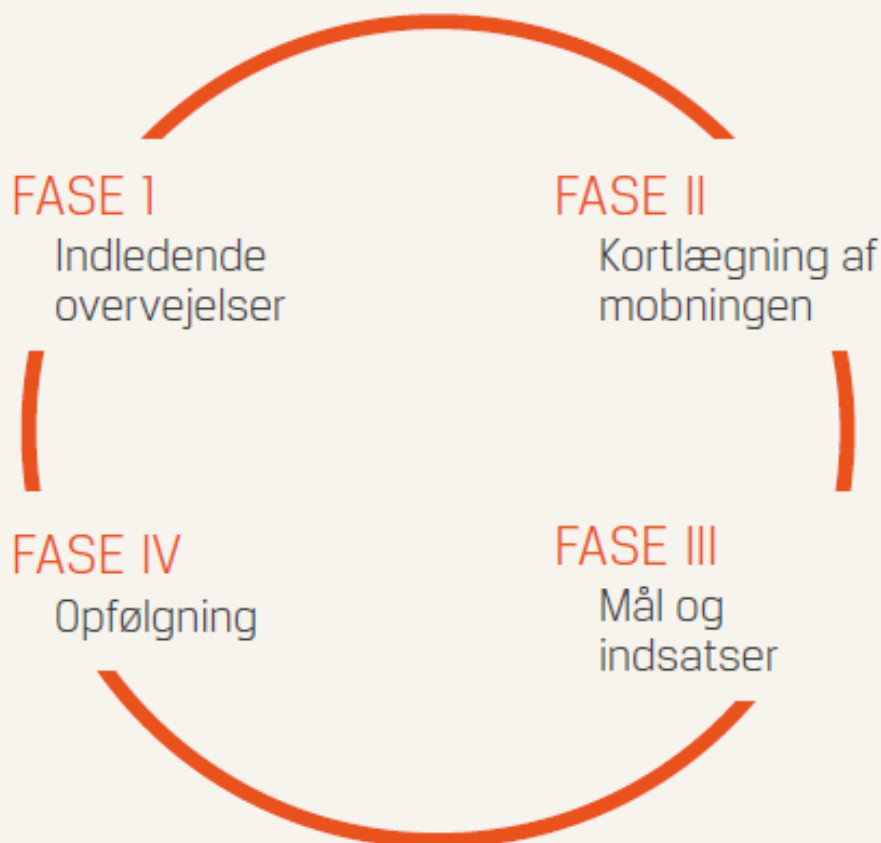 FASE 1
Indledende
overvejelser
FASE II
Kortlægning af
mobningen
FASE III
Mål og
indsatser
FASE IV
Opfølgning